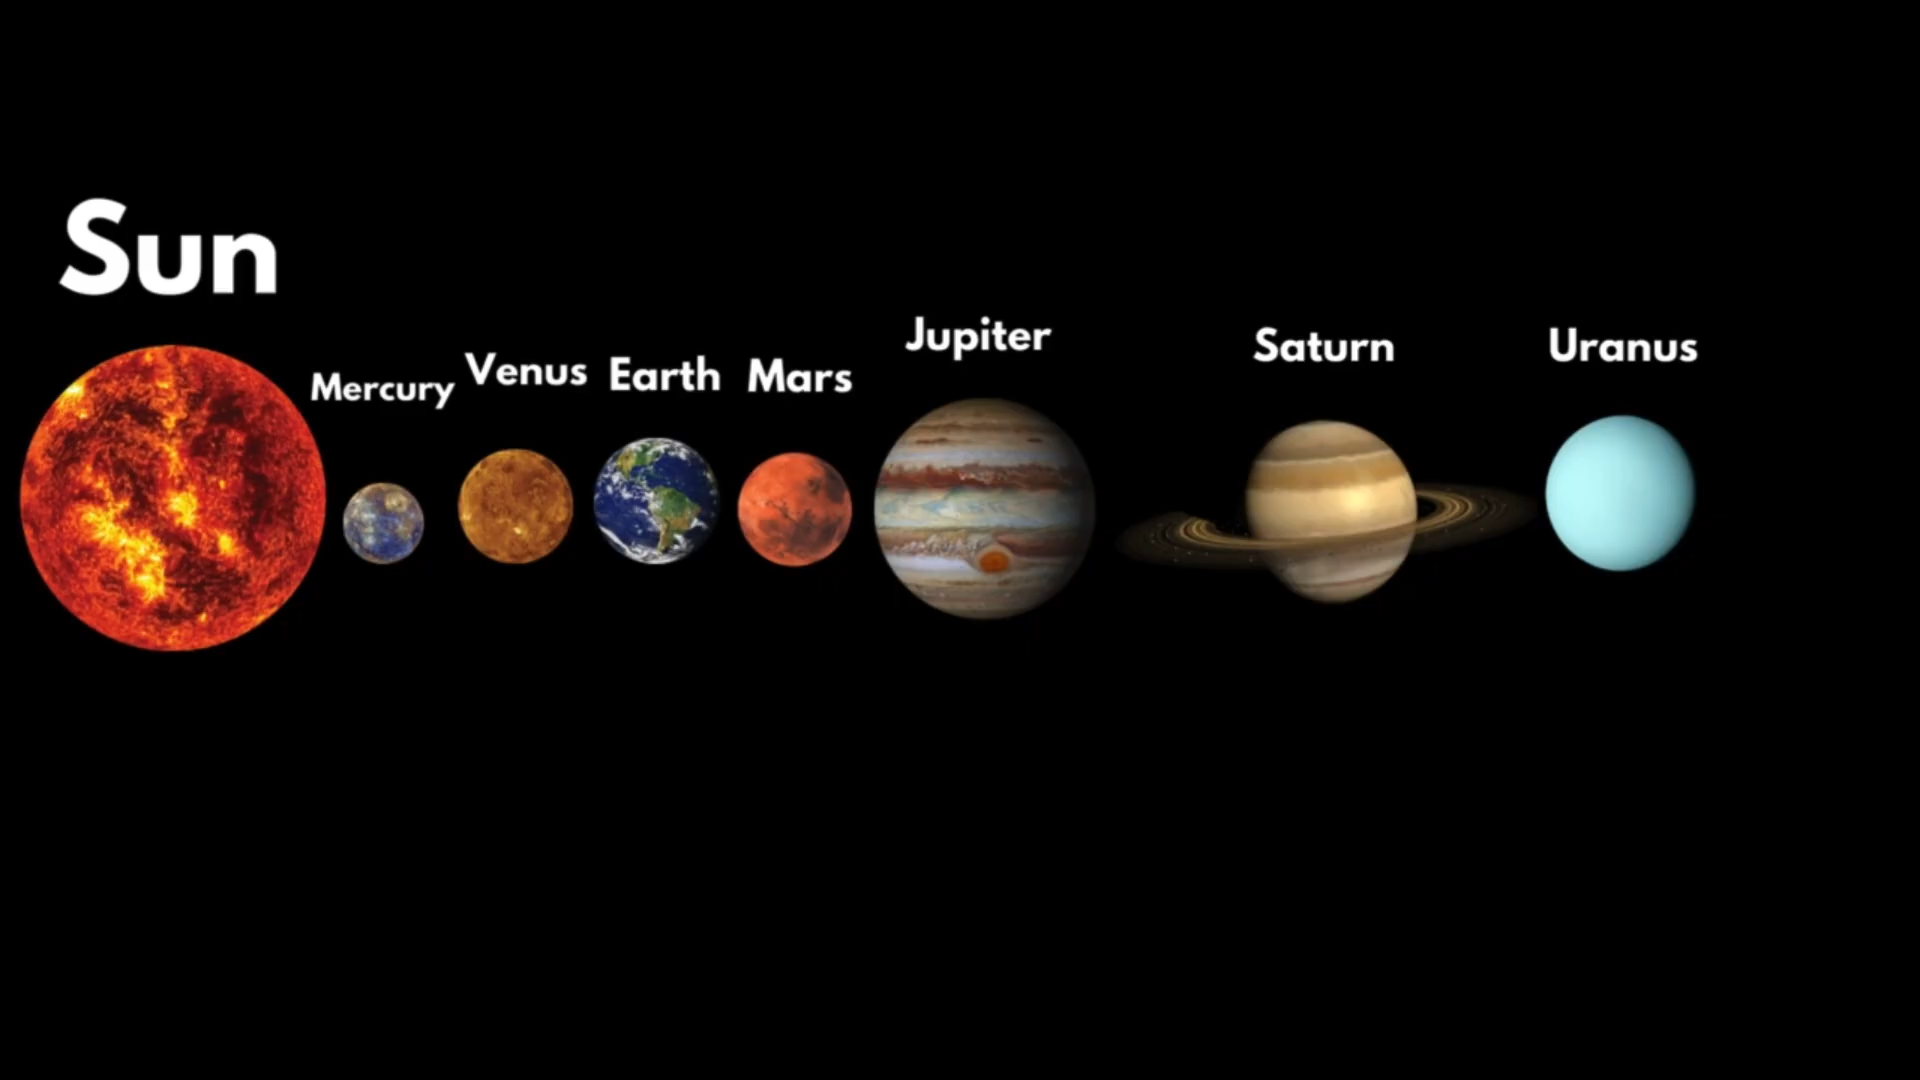 Sun
Mercury
Venus
Earth
Mars
Jupiter
Saturn
Uranus